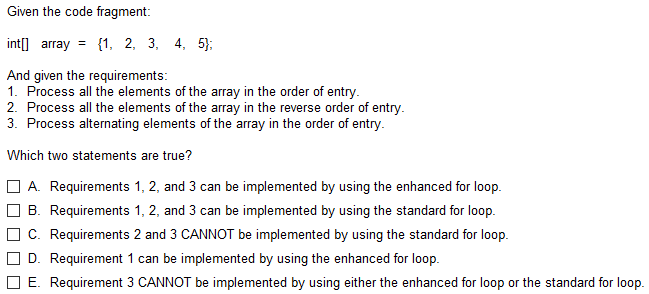 Given the code fragment:
int[] array = {1, 2, 3, 4, 5};
And given the requirements:
1. Process all the elements of the array in the order of entry.
2. Process all the elements of the array in the reverse order of entry.
3. Process alternating elements of the array in the order of entry.
Which two statements are true?
A. Requirements 1, 2, and 3 can be implemented by using the enhanced for loop.
B. Requirements 1, 2, and 3 can be implemented by using the standard for loop.
C. Requirements 2 and 3 CANNOT be implemented by using the standard for loop.
D. Requirement 1 can be implemented by using the enhanced for loop.
E. Requirement 3 CANNOT be implemented by using either the enhanced for loop or the standard for loop.